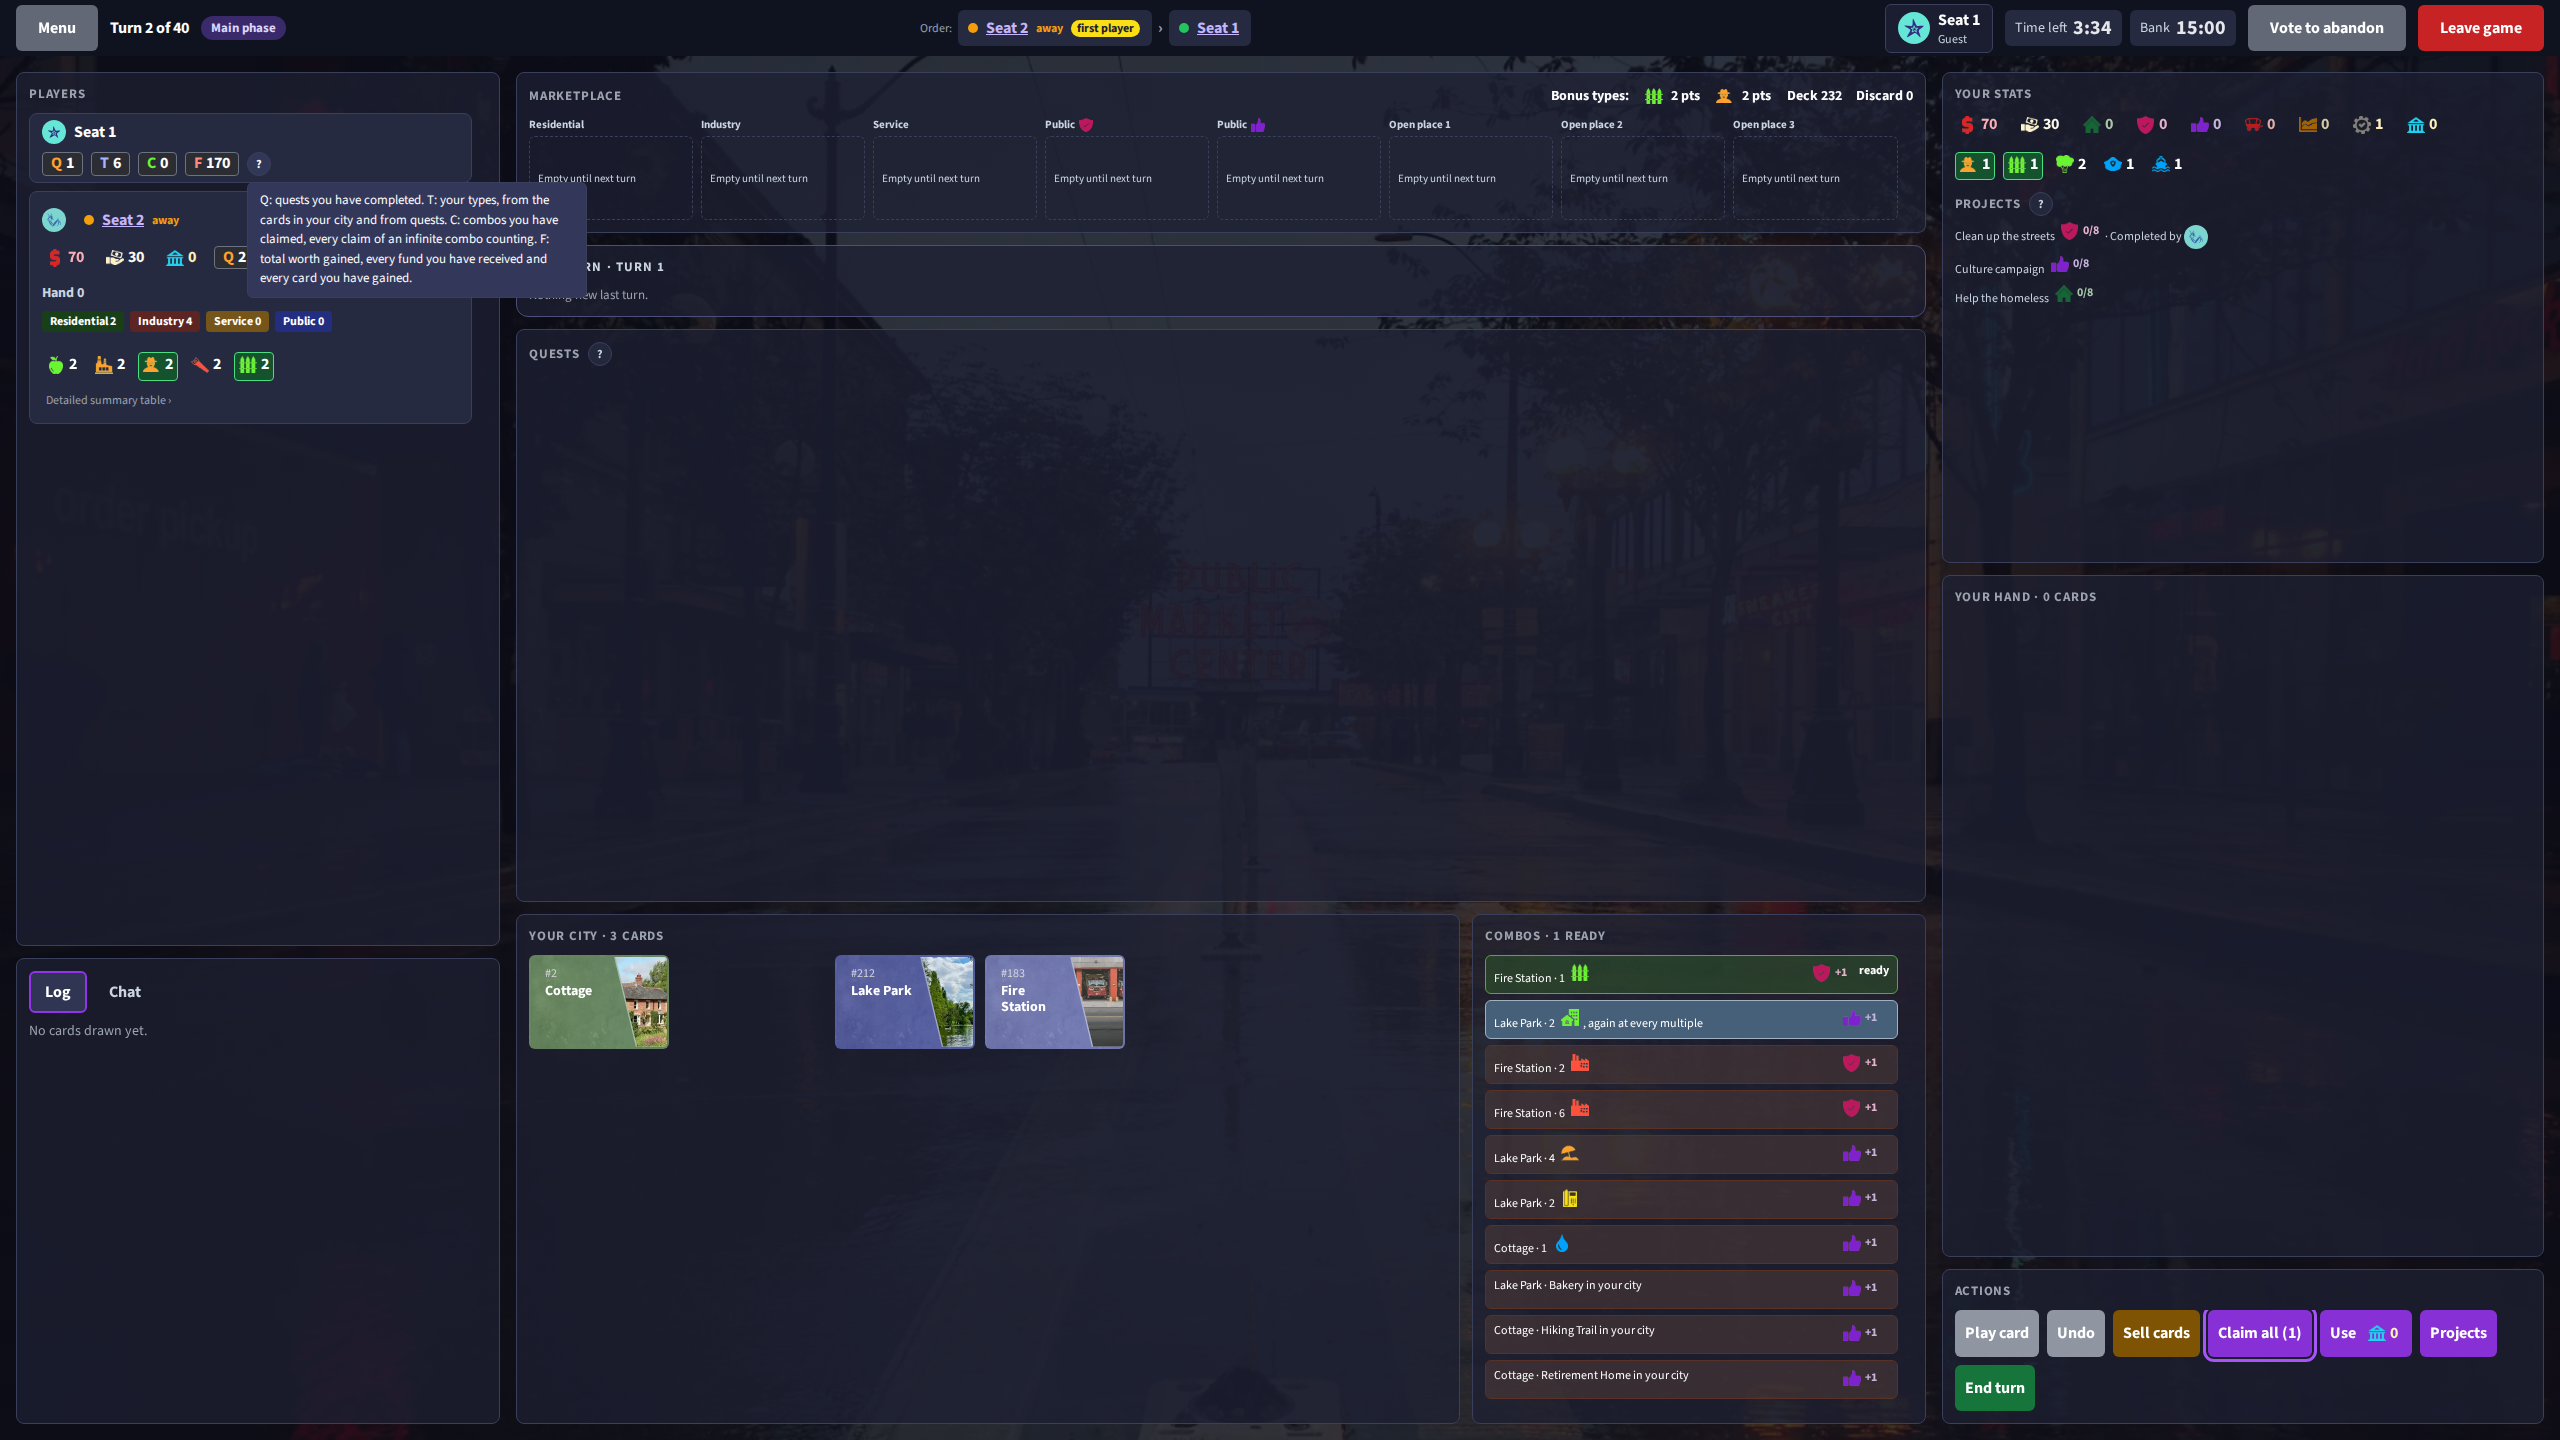 Menu
Turn 2 of 40
Main phase
Order:
Seat 2 away first player
›
Seat 1
Seat 1
Guest
Time left 3:34
Bank 15:00
Vote to abandon
Leave game
PLAYERS
Seat 1
Q 1
T 6
C 0
F 170
?
Q: quests you have completed. T: your types, from the
cards in your city and from quests. C: combos you have
claimed, every claim of an infinite combo counting. F:
total worth gained, every fund you have received and
every card you have gained.
Seat 2 away
70
30
0
Q 2
Hand 0
Residential 2
Industry 4
Service 0
Public 0
2
2
2
2
2
Detailed summary table ›
Log
Chat
No cards drawn yet.
MARKETPLACE
Bonus types:
2 pts
2 pts
Deck 232
Discard 0
Residential
Industry
Service
Public
Public
Open place 1
Open place 2
Open place 3
Empty until next turn
Empty until next turn
Empty until next turn
Empty until next turn
Empty until next turn
Empty until next turn
Empty until next turn
Empty until next turn
· TURN 1
last turn.
QUESTS ?
order pickup
PUBLIC
MARKET
CENTER
YOUR CITY · 3 CARDS
#2
Cottage
#212
Lake Park
#183
Fire
Station
COMBOS · 1 READY
Fire Station · 1 +1 ready
Lake Park · 2 , again at every multiple +1
Fire Station · 2 +1
Fire Station · 6 +1
Lake Park · 4 +1
Lake Park · 2 +1
Cottage · 1 +1
Lake Park · Bakery in your city +1
Cottage · Hiking Trail in your city +1
Cottage · Retirement Home in your city +1
YOUR STATS
70
30
0
0
0
0
0
1
0
1
1
2
1
1
PROJECTS ?
Clean up the streets 0/8 · Completed by
Culture campaign 0/8
Help the homeless 0/8
YOUR HAND · 0 CARDS
ACTIONS
Play card
Undo
Sell cards
Claim all (1)
Use 0
Projects
End turn